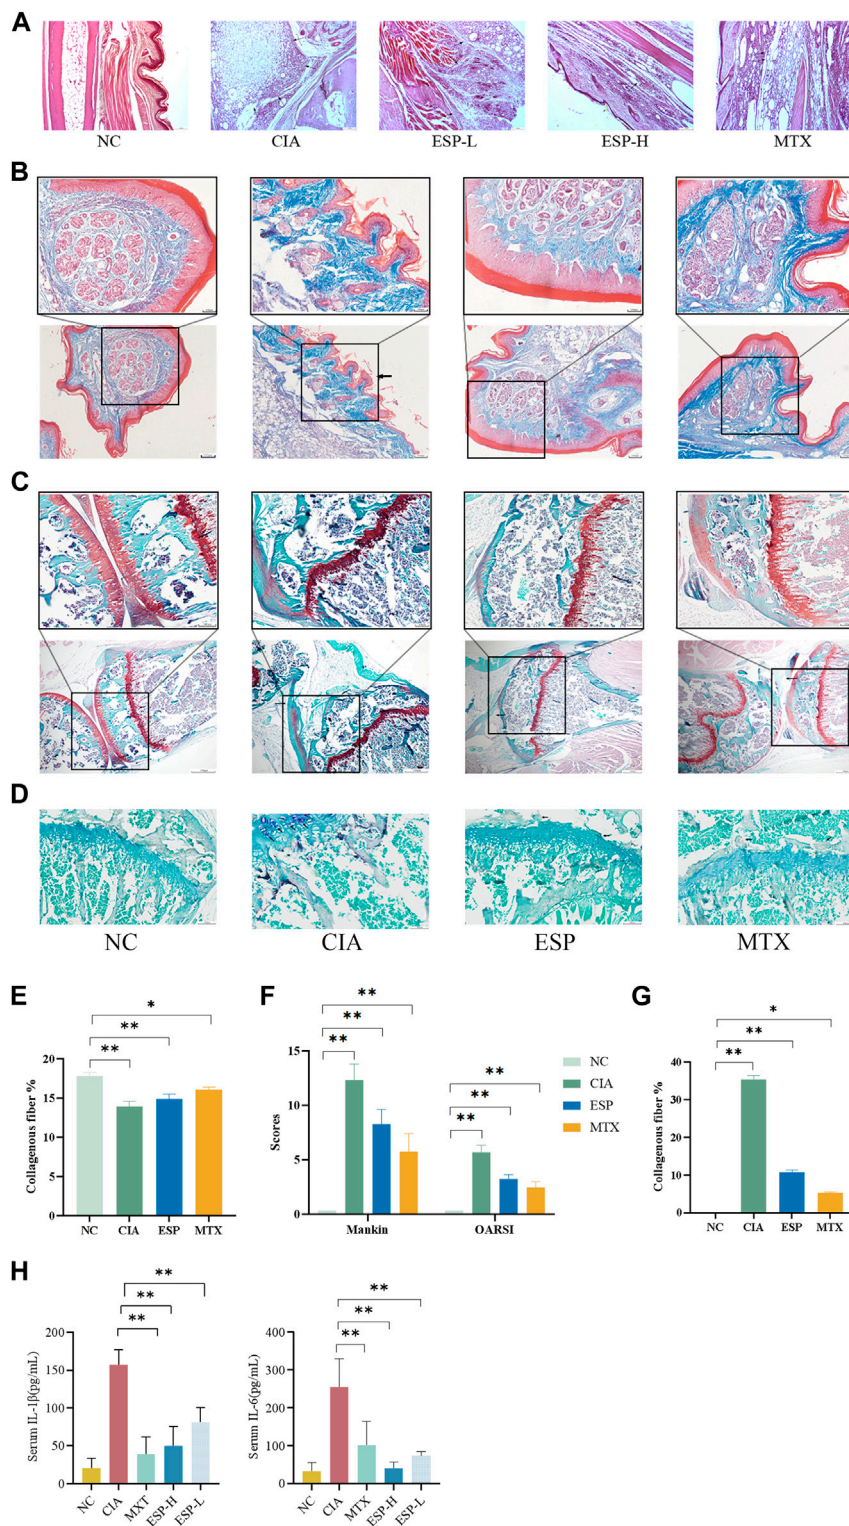 A
NC CIA ESP-L ESP-H MTX
B
C
D
NC CIA ESP MTX
E
*
**
**
Collagenous fiber %
20
15
10
5
0
NC CIA ESP MTX
F
**
**
**
**
**
**
Scores
15
10
5
0
Mankin OARSI
NC
CIA
ESP
MTX
G
*
**
**
Collagenous fiber %
40
30
20
10
0
NC CIA ESP MTX
H
**
**
**
Serum IL-1β(pg/mL)
200
150
100
50
0
NC CIA MXT ESP-H ESP-L
**
**
**
Serum IL-6(pg/mL)
400
300
200
100
0
NC CIA MTX ESP-H ESP-L